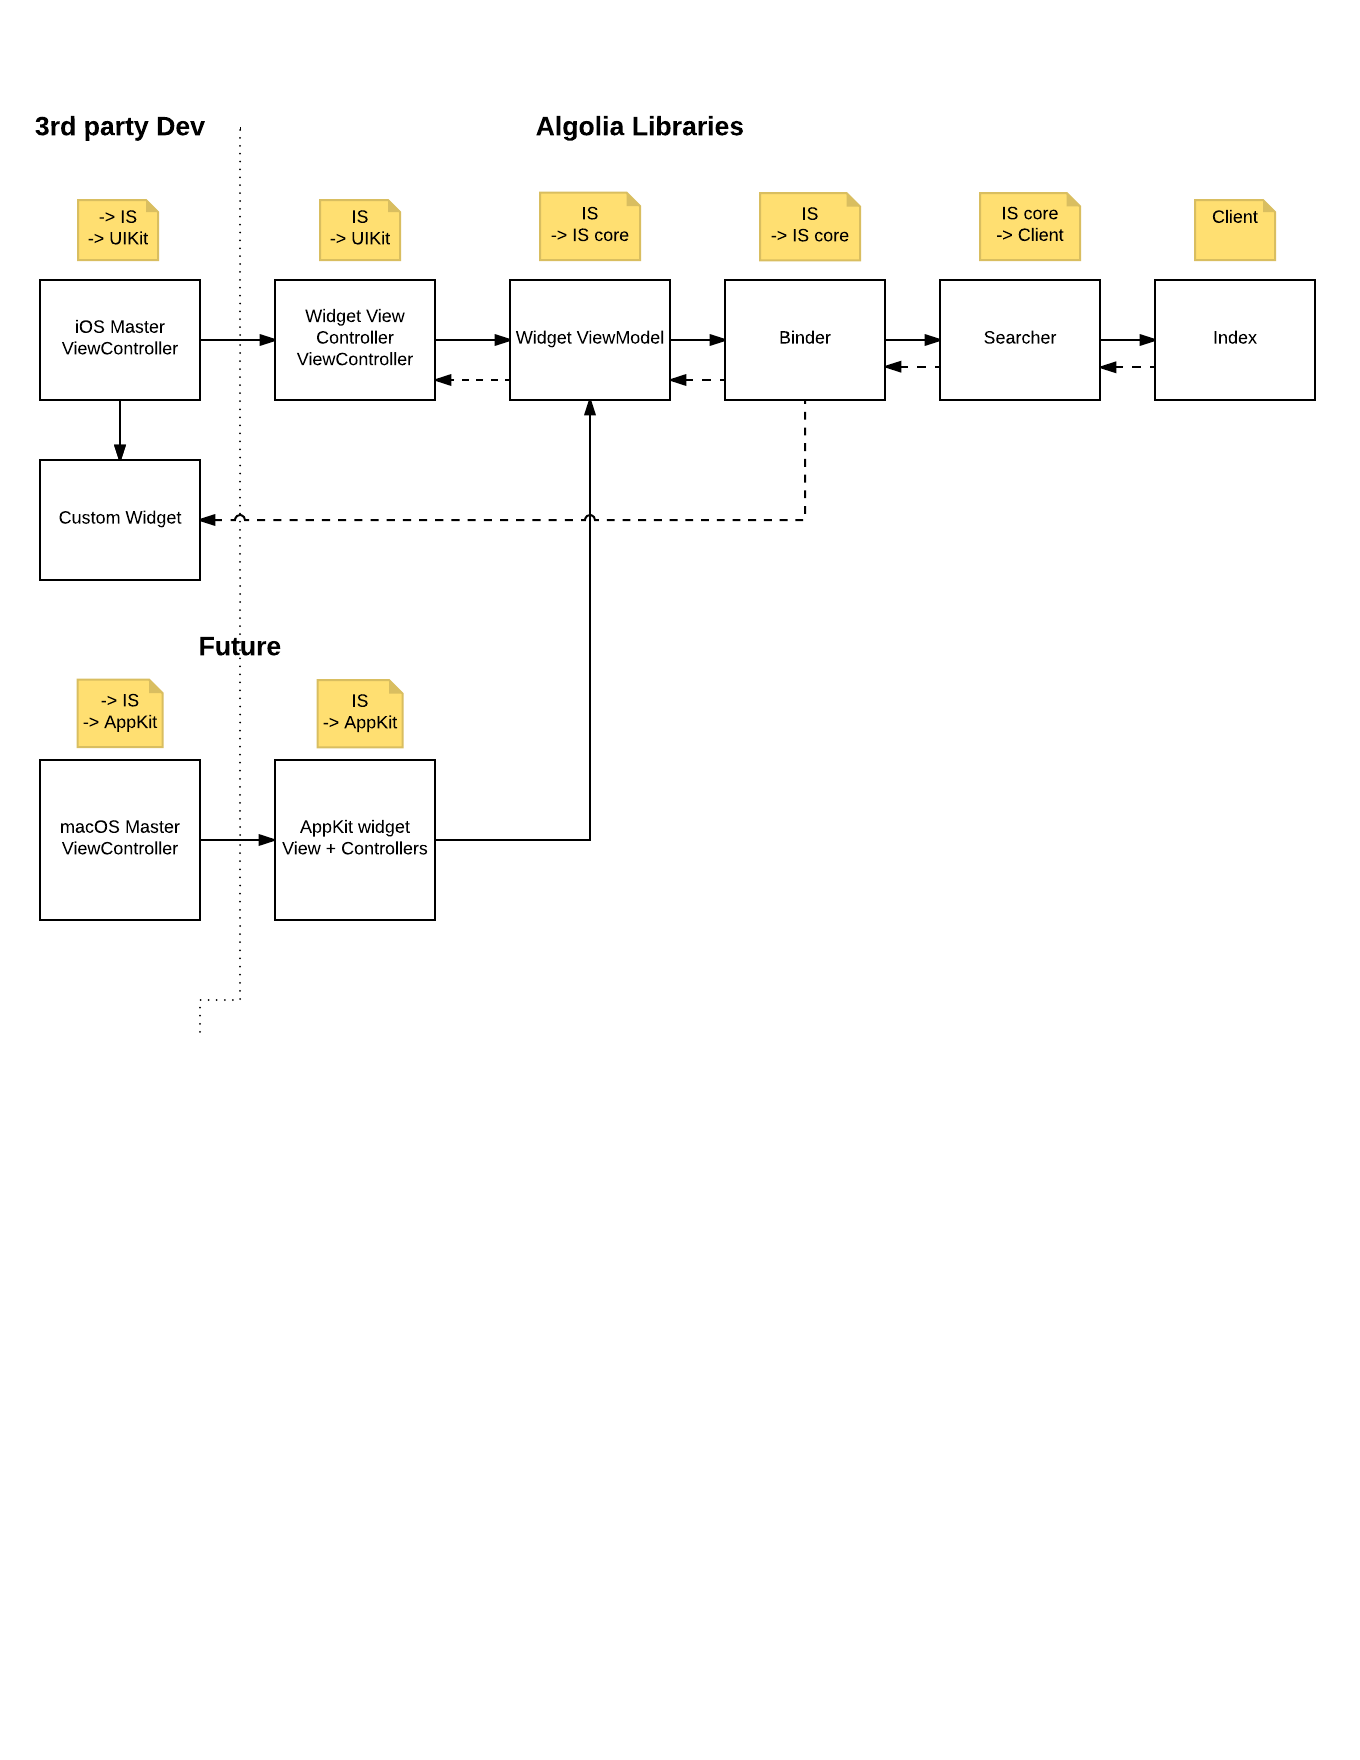 3rd party Dev
Algolia Libraries
-> IS
-> UIKit
IS
-> UIKit
IS
-> IS core
IS
-> IS core
IS core
-> Client
Client
iOS Master
ViewController
Widget View
Controller
ViewController
Widget ViewModel
Binder
Searcher
Index
Custom Widget
Future
-> IS
-> AppKit
IS
-> AppKit
macOS Master
ViewController
AppKit widget
View + Controllers